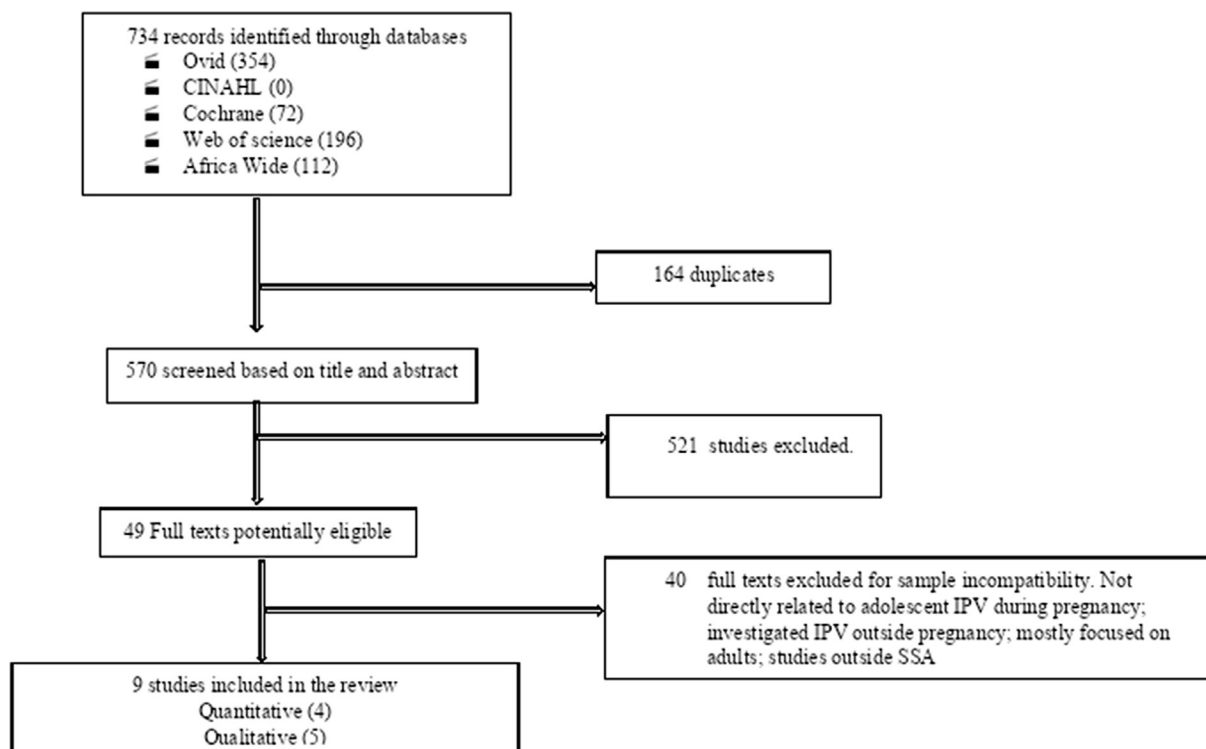 734 records identified through databases
Ovid (354)
CINAHL (0)
Cochrane (72)
Web of science (196)
Africa Wide (112)
164 duplicates
570 screened based on title and abstract
521 studies excluded.
49 Full texts potentially eligible
40 full texts excluded for sample incompatibility. Not
directly related to adolescent IPV during pregnancy;
investigated IPV outside pregnancy; mostly focused on
adults; studies outside SSA
9 studies included in the review
Quantitative (4)
Qualitative (5)